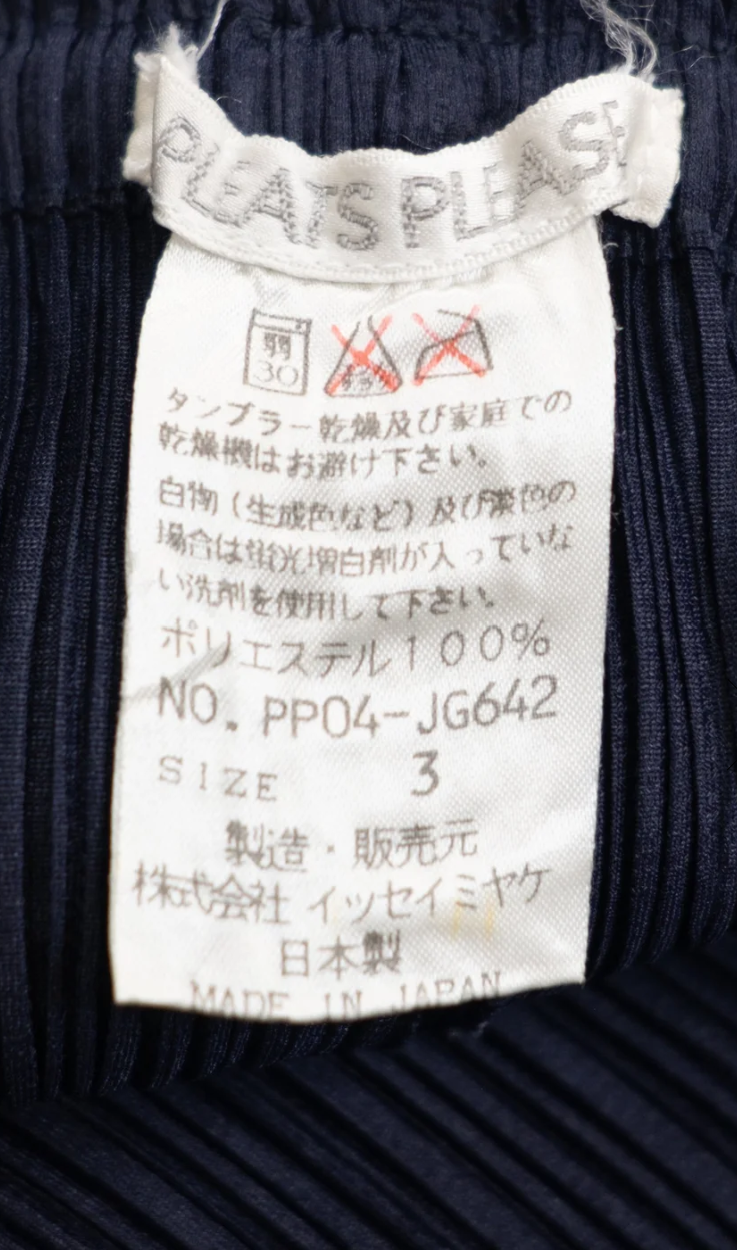 PLEATS PLEASE
弱
30
タンブラー乾燥及び家庭での
乾燥機はお避け下さい。
白物（生成色など）及び淡色の
場合は蛍光増白剤が入っていな
い洗剤を使用して下さい。
ポリエステル100%
NO. PP04-JG642
SIZE 3
製造・販売元
株式会社 イッセイミヤケ
日本製
MADE IN JAPAN